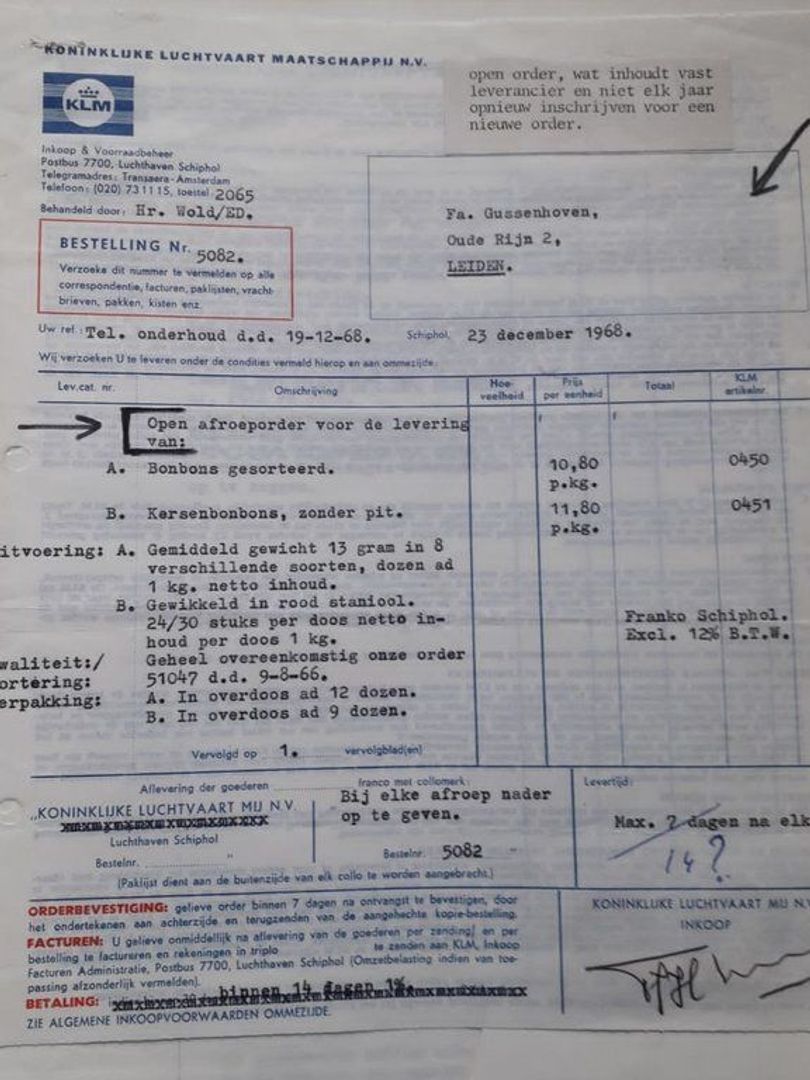 KONINKLIJKE LUCHTVAART MAATSCHAPPIJ N.V.
KLM
open order, wat inhoudt vast
leverancier en niet elk jaar
opnieuw inschrijven voor een
nieuwe order.
Inkoop & Voorraadbeheer
Postbus 7700, Luchthaven Schiphol
Telegramadres: Transaera-Amsterdam
Telefoon: (020) 731115, toestel 2065
Behandeld door: Hr. Wold/ED.
Fa. Gussenhoven,
Oude Rijn 2,
LEIDEN.
BESTELLING Nr. 5082.
Verzoeke dit nummer te vermelden op alle
correspondentie, facturen, paklijsten, vracht-
brieven, pakken, kisten enz.
Uw ref.: Tel. onderhoud d.d. 19-12-68. Schiphol, 23 december 1968.
Wij verzoeken U te leveren onder de condities vermeld hierop en aan ommezijde:
Lev.cat. nr. Omschrijving Hoe-veelheid Prijs per eenheid Totaal KLM artikelnr.
Open afroeporder voor de levering
van:
A. Bonbons gesorteerd. 10,80 p.kg. 0450
B. Kersenbonbons, zonder pit. 11,80 p.kg. 0451
itvoering: A. Gemiddeld gewicht 13 gram in 8
verschillende soorten, dozen ad
1 kg. netto inhoud.
B. Gewikkeld in rood staniool.
24/30 stuks per doos netto in- Franko Schiphol.
houd per doos 1 kg. Excl. 12% B.T.W.
waliteit:/ Geheel overeenkomstig onze order
ortering: 51047 d.d. 9-8-66.
erpakking: A. In overdoos ad 12 dozen.
B. In overdoos ad 9 dozen.
Vervolgd op 1. vervolgblad(en)
Aflevering der goederen franco met collomerk:
"KONINKLIJKE LUCHTVAART MIJ N.V.
Luchthaven Schiphol
Bestelnr. "
Bij elke afroep nader
op te geven.
Bestelnr. 5082 "
(Paklijst dient aan de buitenzijde van elk collo te worden aangebracht.)
Levertijd:
Max. 7 dagen na elk
14?
ORDERBEVESTIGING: gelieve order binnen 7 dagen na ontvangst te bevestigen, door
het ondertekenen aan achterzijde en terugzenden van de aangehechte kopie-bestelling.
FACTUREN: U gelieve onmiddellijk na aflevering van de goederen per zending/ en per
bestelling te factureren en rekeningen in triplo te zenden aan KLM, Inkoop
Facturen Administratie, Postbus 7700, Luchthaven Schiphol (Omzetbelasting indien van toe-
passing afzonderlijk vermelden).
BETALING: binnen 14 dagen 1%.
ZIE ALGEMENE INKOOPVOORWAARDEN OMMEZIJDE.
KONINKLIJKE LUCHTVAART MIJ N.V.
INKOOP